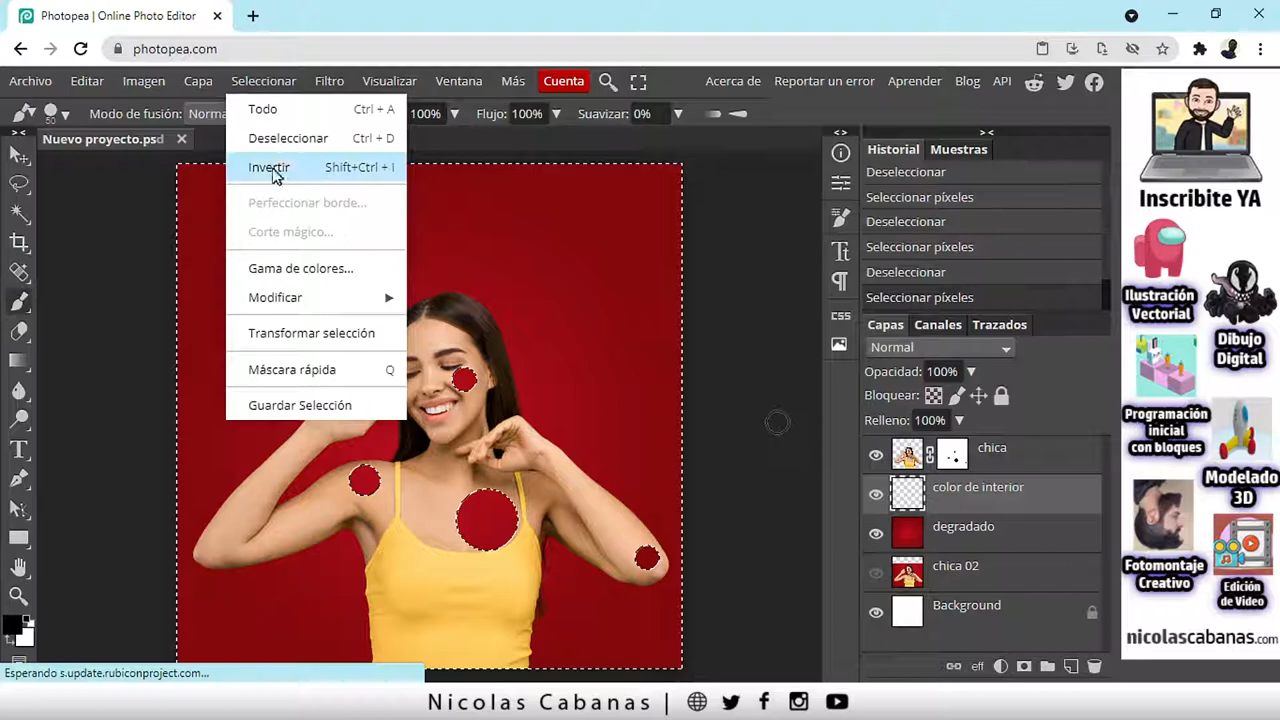 Photopea | Online Photo Editor
photopea.com
Archivo Editar Imagen Capa Seleccionar Filtro Visualizar Ventana Más Cuenta Acerca de Reportar un error Aprender Blog API
50 Modo de fusión: Norma 100% Flujo: 100% Suavizar: 0%
Nuevo proyecto.psd
Todo Ctrl + A
Deseleccionar Ctrl + D
Invertir Shift+Ctrl + I
Perfeccionar borde...
Corte mágico...
Gama de colores...
Modificar
Transformar selección
Máscara rápida Q
Guardar Selección
Historial Muestras
Deseleccionar
Seleccionar píxeles
Deseleccionar
Seleccionar píxeles
Deseleccionar
Seleccionar píxeles
CSS
Capas Canales Trazados
Normal
Opacidad: 100%
Bloquear:
Relleno: 100%
chica
color de interior
degradado
chica 02
Background
eff
Inscribite YA
Ilustración
Vectorial
Dibujo
Digital
Programación
inicial
con bloques
Modelado
3D
Fotomontaje
Creativo
Edición
de Video
nicolascabanas.com
Esperando s.update.rubiconproject.com...
Nicolas Cabanas |